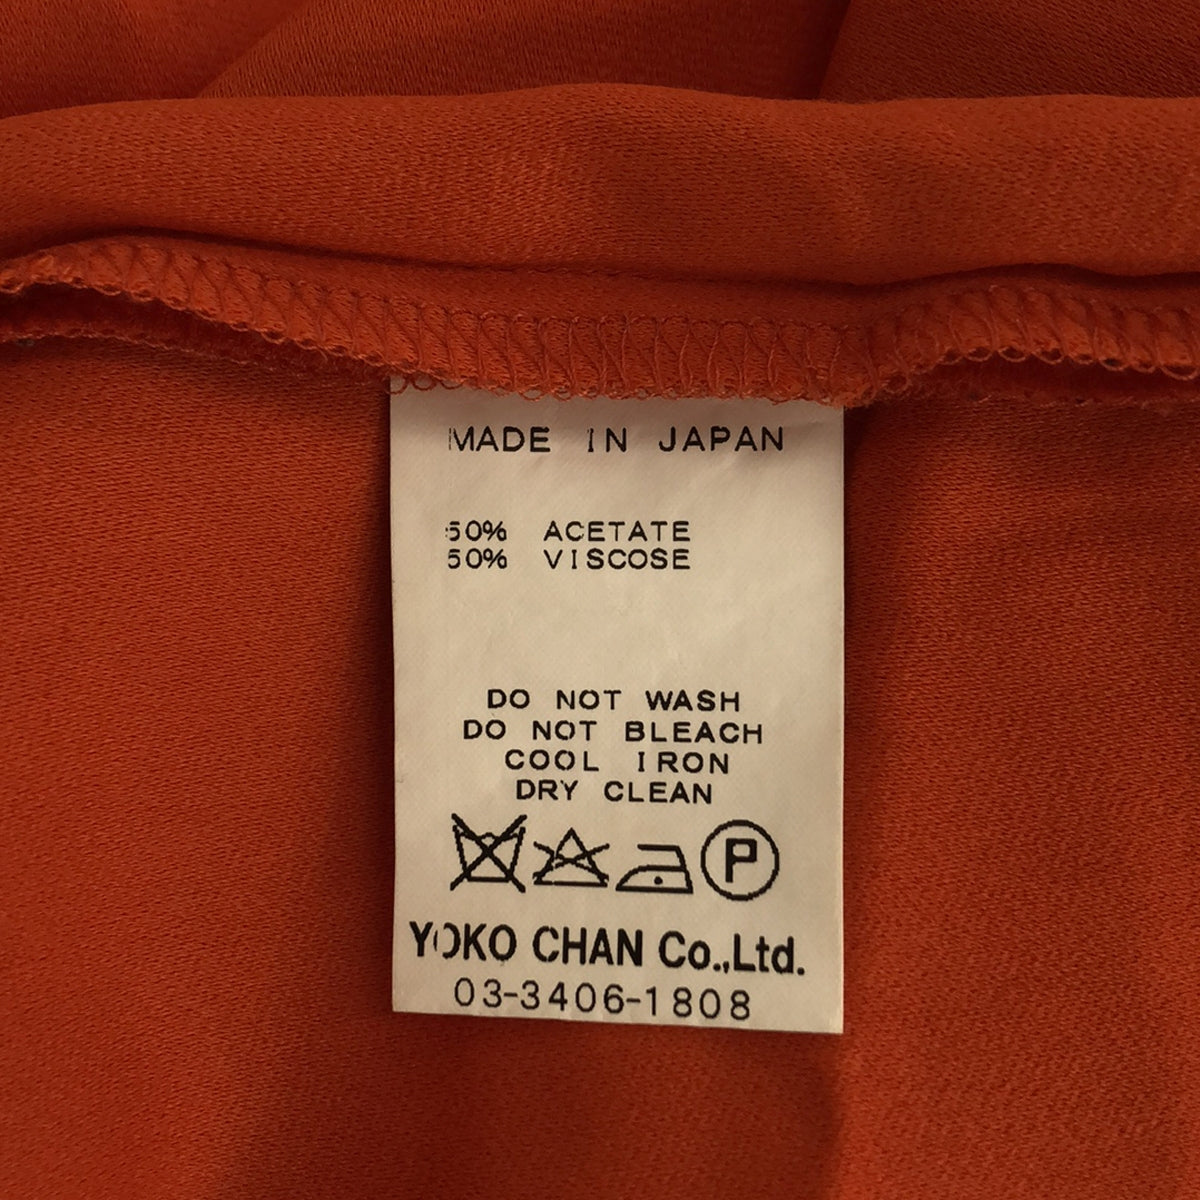 MADE IN JAPAN
50% ACETATE
50% VISCOSE
DO NOT WASH
DO NOT BLEACH
COOL IRON
DRY CLEAN
P
YOKO CHAN Co.,Ltd.
03-3406-1808